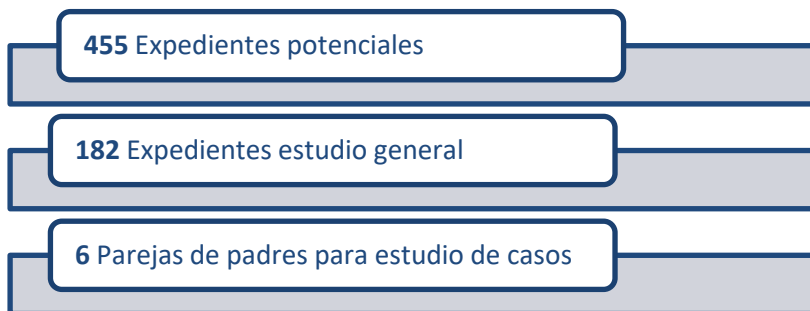 455 Expedientes potenciales
182 Expedientes estudio general
6 Parejas de padres para estudio de casos